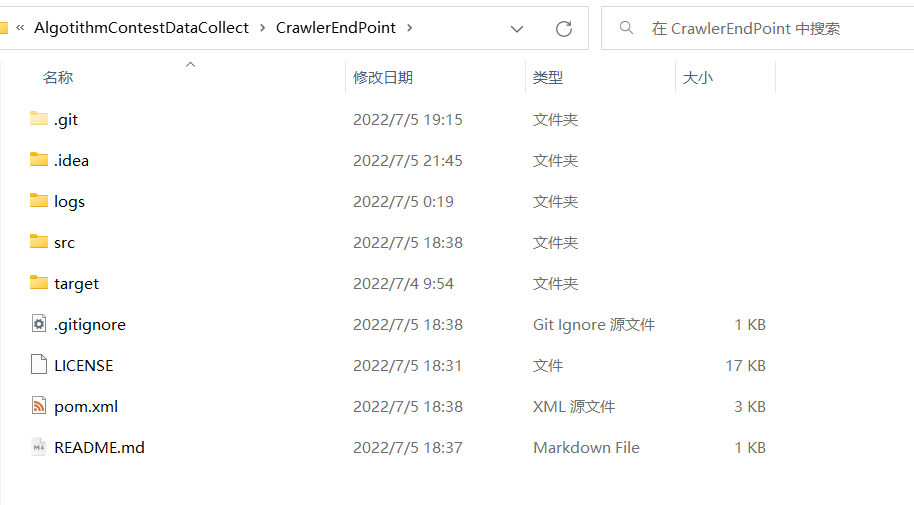 « AlgotithmContestDataCollect > CrawlerEndPoint > 在 CrawlerEndPoint 中搜索
名称 修改日期 类型 大小
.git 2022/7/5 19:15 文件夹
.idea 2022/7/5 21:45 文件夹
logs 2022/7/5 0:19 文件夹
src 2022/7/5 18:38 文件夹
target 2022/7/4 9:54 文件夹
.gitignore 2022/7/5 18:38 Git Ignore 源文件 1 KB
LICENSE 2022/7/5 18:31 文件 17 KB
pom.xml 2022/7/5 18:38 XML 源文件 3 KB
README.md 2022/7/5 18:37 Markdown File 1 KB